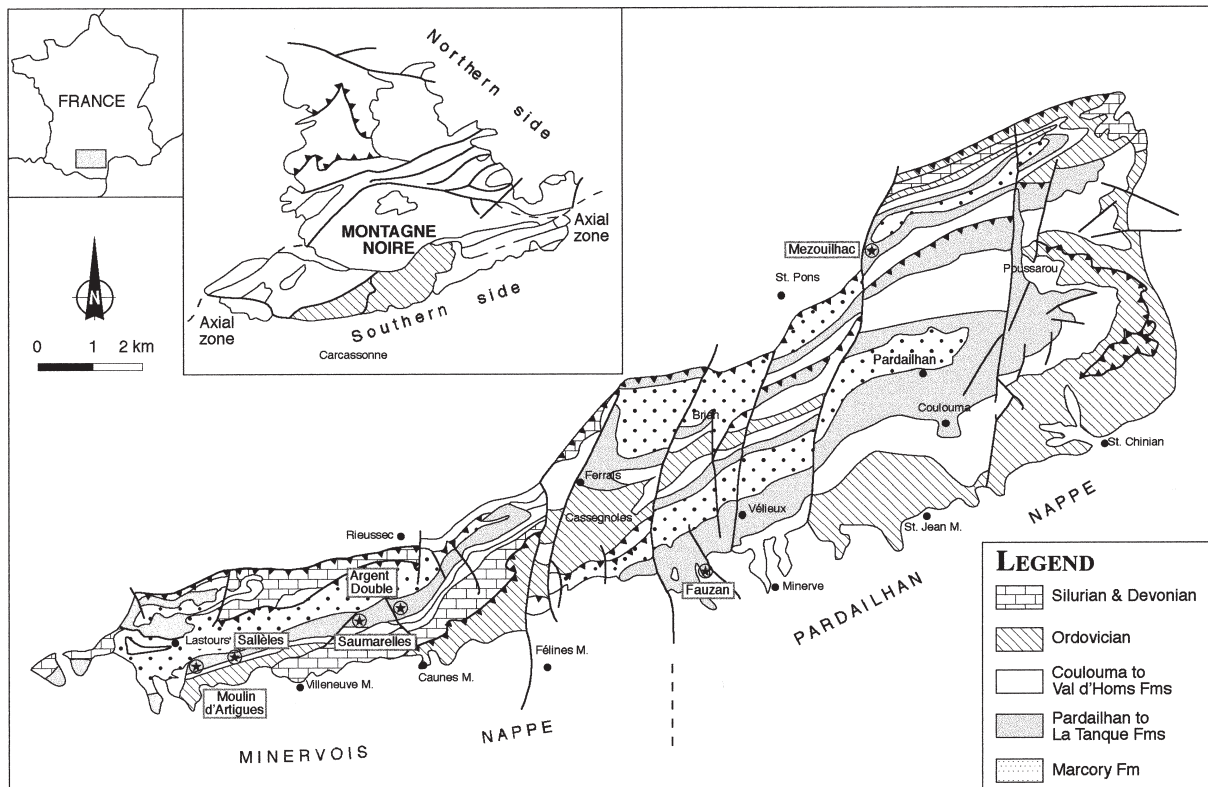 FRANCE
N
0 1 2 km
Northern side
MONTAGNE
NOIRE
Axial
zone
Axial
zone
Southern side
Carcassonne
Mezouilhac
St. Pons
Poussarou
Pardailhan
Coulouma
St. Chinian
Brian
Ferrals
Cassegnoles
Vélieux
St. Jean M.
Rieussec
Argent
Double
Fauzan
Minerve
Lastours
Sallèles
Saumarelles
Félines M.
Caunes M.
Villeneuve M.
Moulin
d'Artigues
MINERVOIS NAPPE
PARDAILHAN NAPPE
LEGEND
Silurian & Devonian
Ordovician
Coulouma to
Val d'Homs Fms
Pardailhan to
La Tanque Fms
Marcory Fm